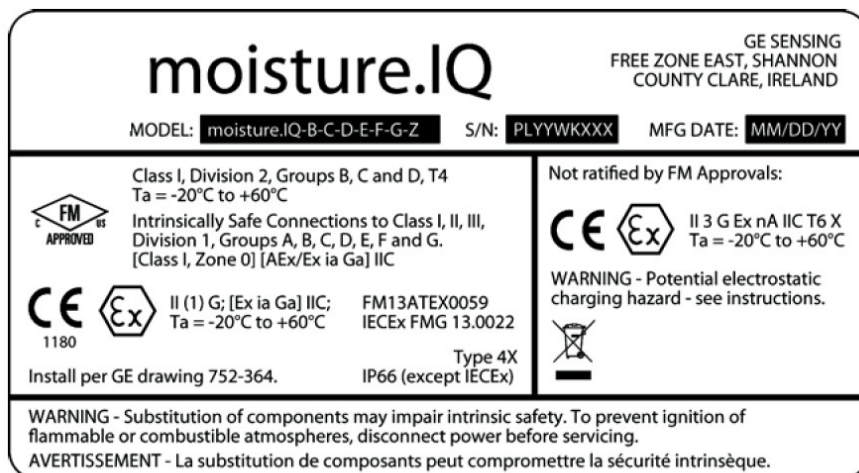 moisture.IQ
GE SENSING
FREE ZONE EAST, SHANNON
COUNTY CLARE, IRELAND
MODEL: moisture.IQ-B-C-D-E-F-G-Z S/N: PLYYWKXXX MFG DATE: MM/DD/YY
Class I, Division 2, Groups B, C and D, T4
Ta = -20°C to +60°C
C FM US
APPROVED
Intrinsically Safe Connections to Class I, II, III,
Division 1, Groups A, B, C, D, E, F and G.
[Class I, Zone 0] [AEx/Ex ia Ga] IIC
CE
1180
Ex
II (1) G; [Ex ia Ga] IIC;
Ta = -20°C to +60°C
FM13ATEX0059
IECEx FMG 13.0022
Type 4X
Install per GE drawing 752-364. IP66 (except IECEx)
Not ratified by FM Approvals:
CE
Ex
II 3 G Ex nA IIC T6 X
Ta = -20°C to +60°C
WARNING - Potential electrostatic
charging hazard - see instructions.
WARNING - Substitution of components may impair intrinsic safety. To prevent ignition of
flammable or combustible atmospheres, disconnect power before servicing.
AVERTISSEMENT - La substitution de composants peut compromettre la sécurité intrinsèque.